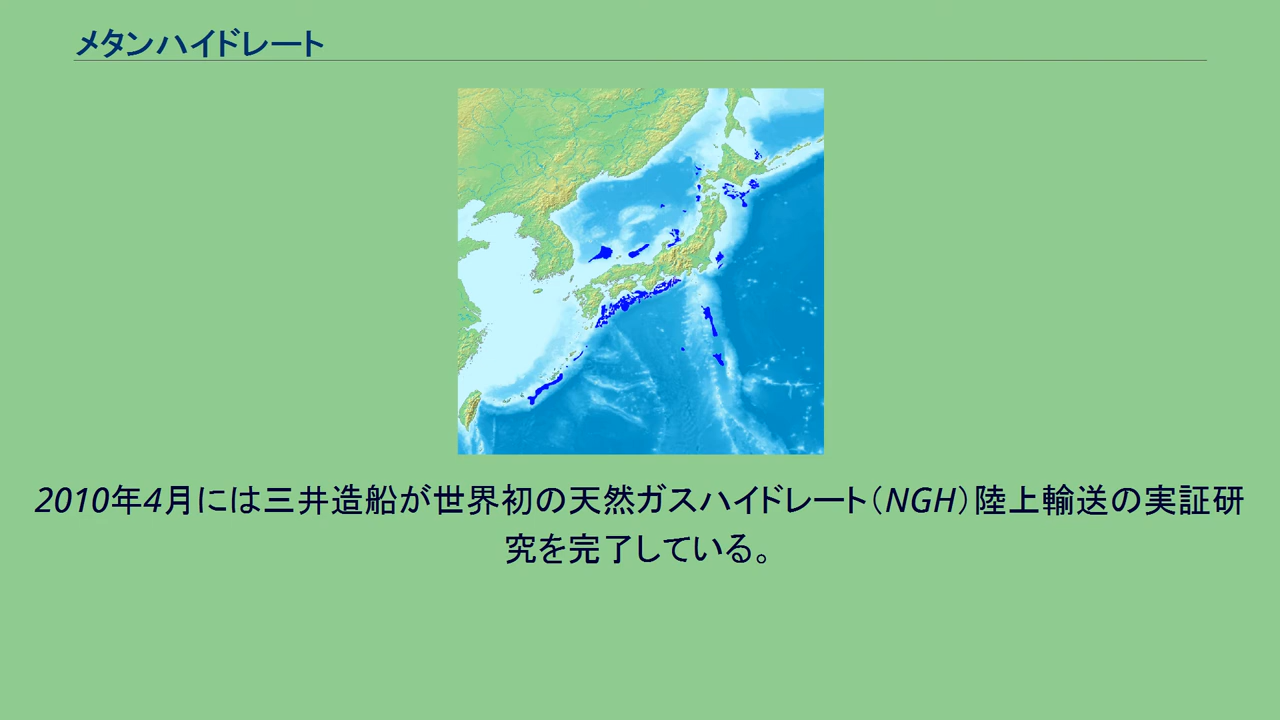 メタンハイドレート
2010年4月には三井造船が世界初の天然ガスハイドレート（NGH）陸上輸送の実証研
究を完了している。